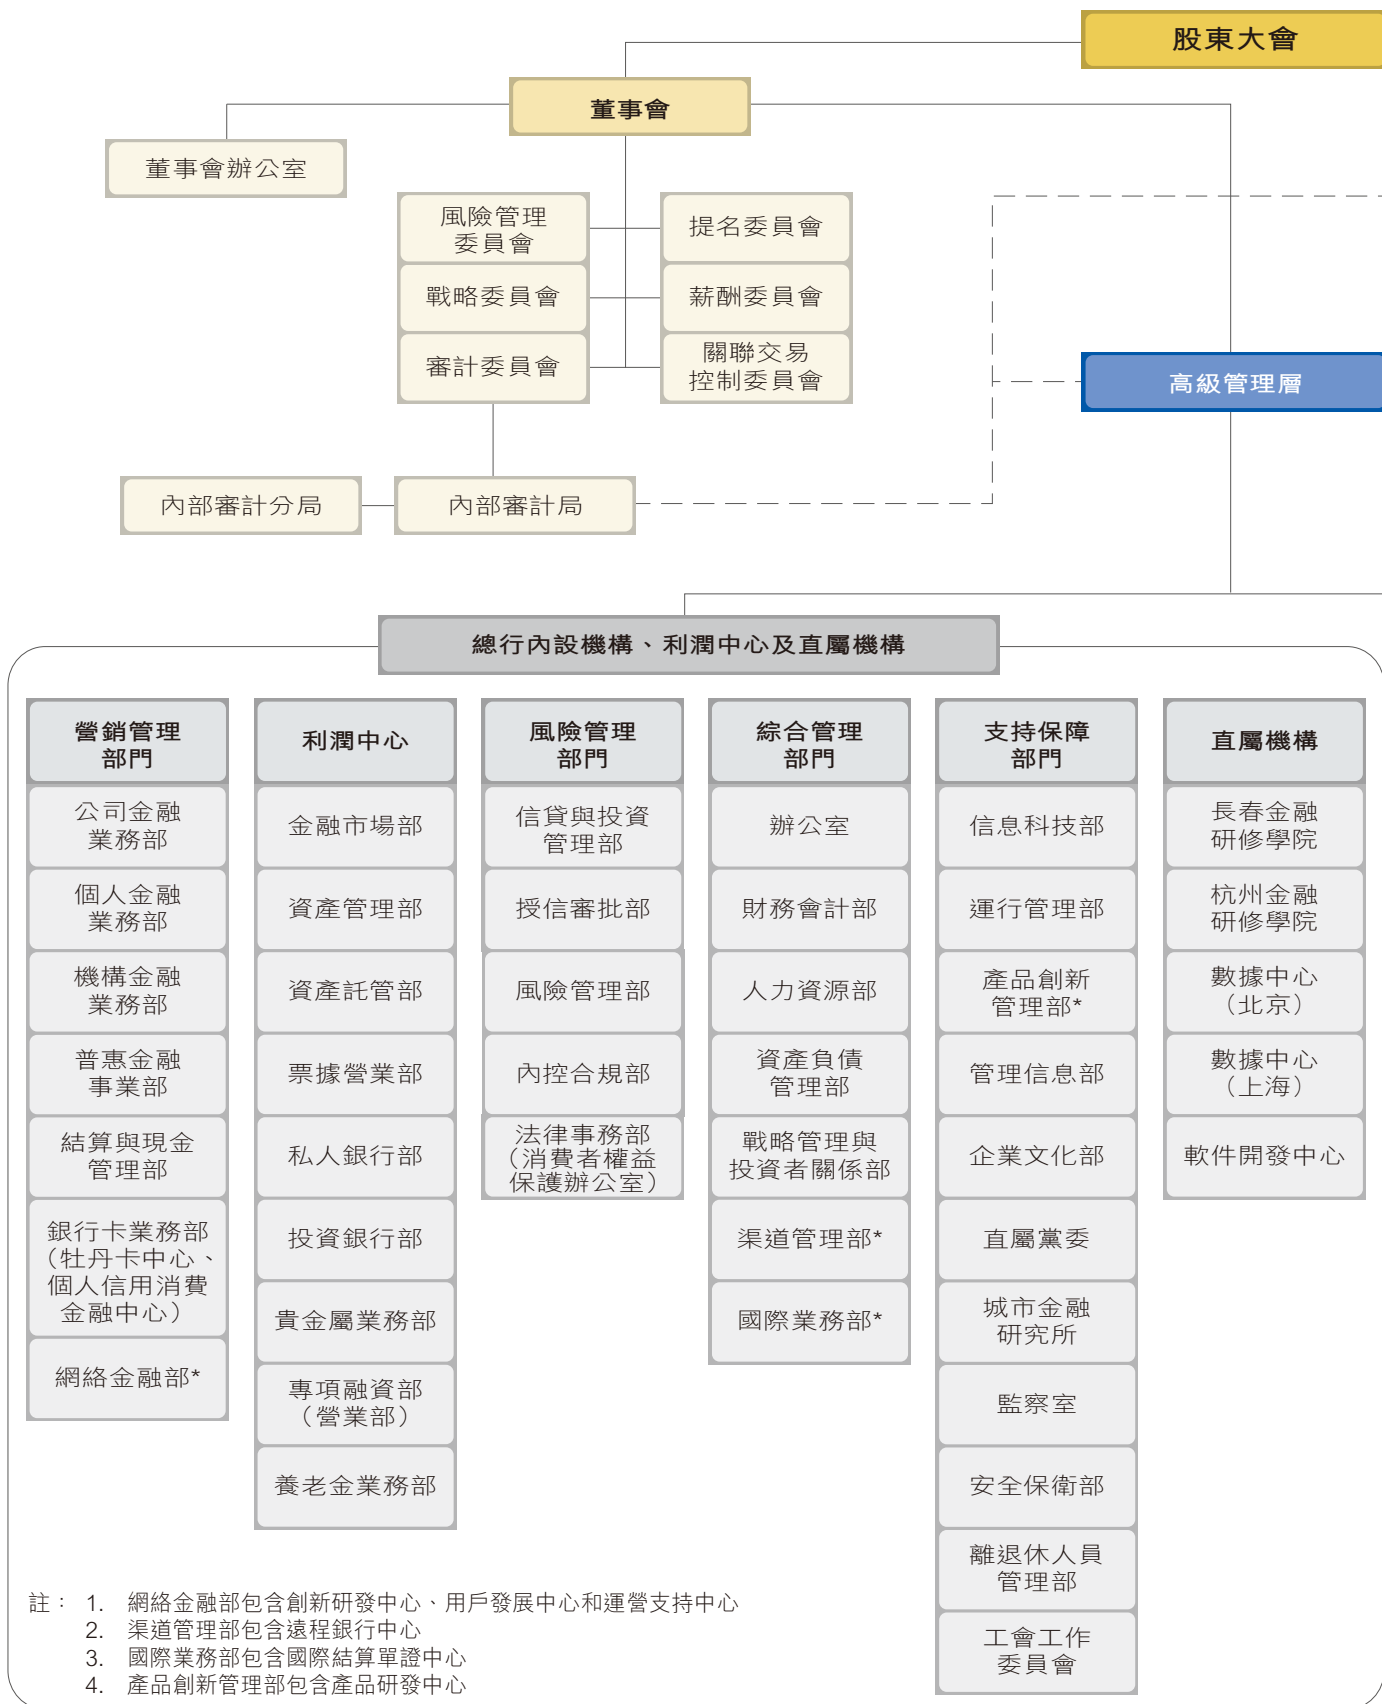 股東大會
董事會
董事會辦公室
風險管理
委員會
提名委員會
戰略委員會
薪酬委員會
審計委員會
關聯交易
控制委員會
高級管理層
內部審計分局
內部審計局
總行內設機構、利潤中心及直屬機構
營銷管理
部門
公司金融
業務部
個人金融
業務部
機構金融
業務部
普惠金融
事業部
結算與現金
管理部
銀行卡業務部
（牡丹卡中心、
個人信用消費
金融中心）
網絡金融部*
利潤中心
金融市場部
資產管理部
資產託管部
票據營業部
私人銀行部
投資銀行部
貴金屬業務部
專項融資部
（營業部）
養老金業務部
風險管理
部門
信貸與投資
管理部
授信審批部
風險管理部
內控合規部
法律事務部
（消費者權益
保護辦公室）
綜合管理
部門
辦公室
財務會計部
人力資源部
資產負債
管理部
戰略管理與
投資者關係部
渠道管理部*
國際業務部*
支持保障
部門
信息科技部
運行管理部
產品創新
管理部*
管理信息部
企業文化部
直屬黨委
城市金融
研究所
監察室
安全保衛部
離退休人員
管理部
工會工作
委員會
直屬機構
長春金融
研修學院
杭州金融
研修學院
數據中心
（北京）
數據中心
（上海）
軟件開發中心
註： 1. 網絡金融部包含創新研發中心、用戶發展中心和運營支持中心
2. 渠道管理部包含遠程銀行中心
3. 國際業務部包含國際結算單證中心
4. 產品創新管理部包含產品研發中心